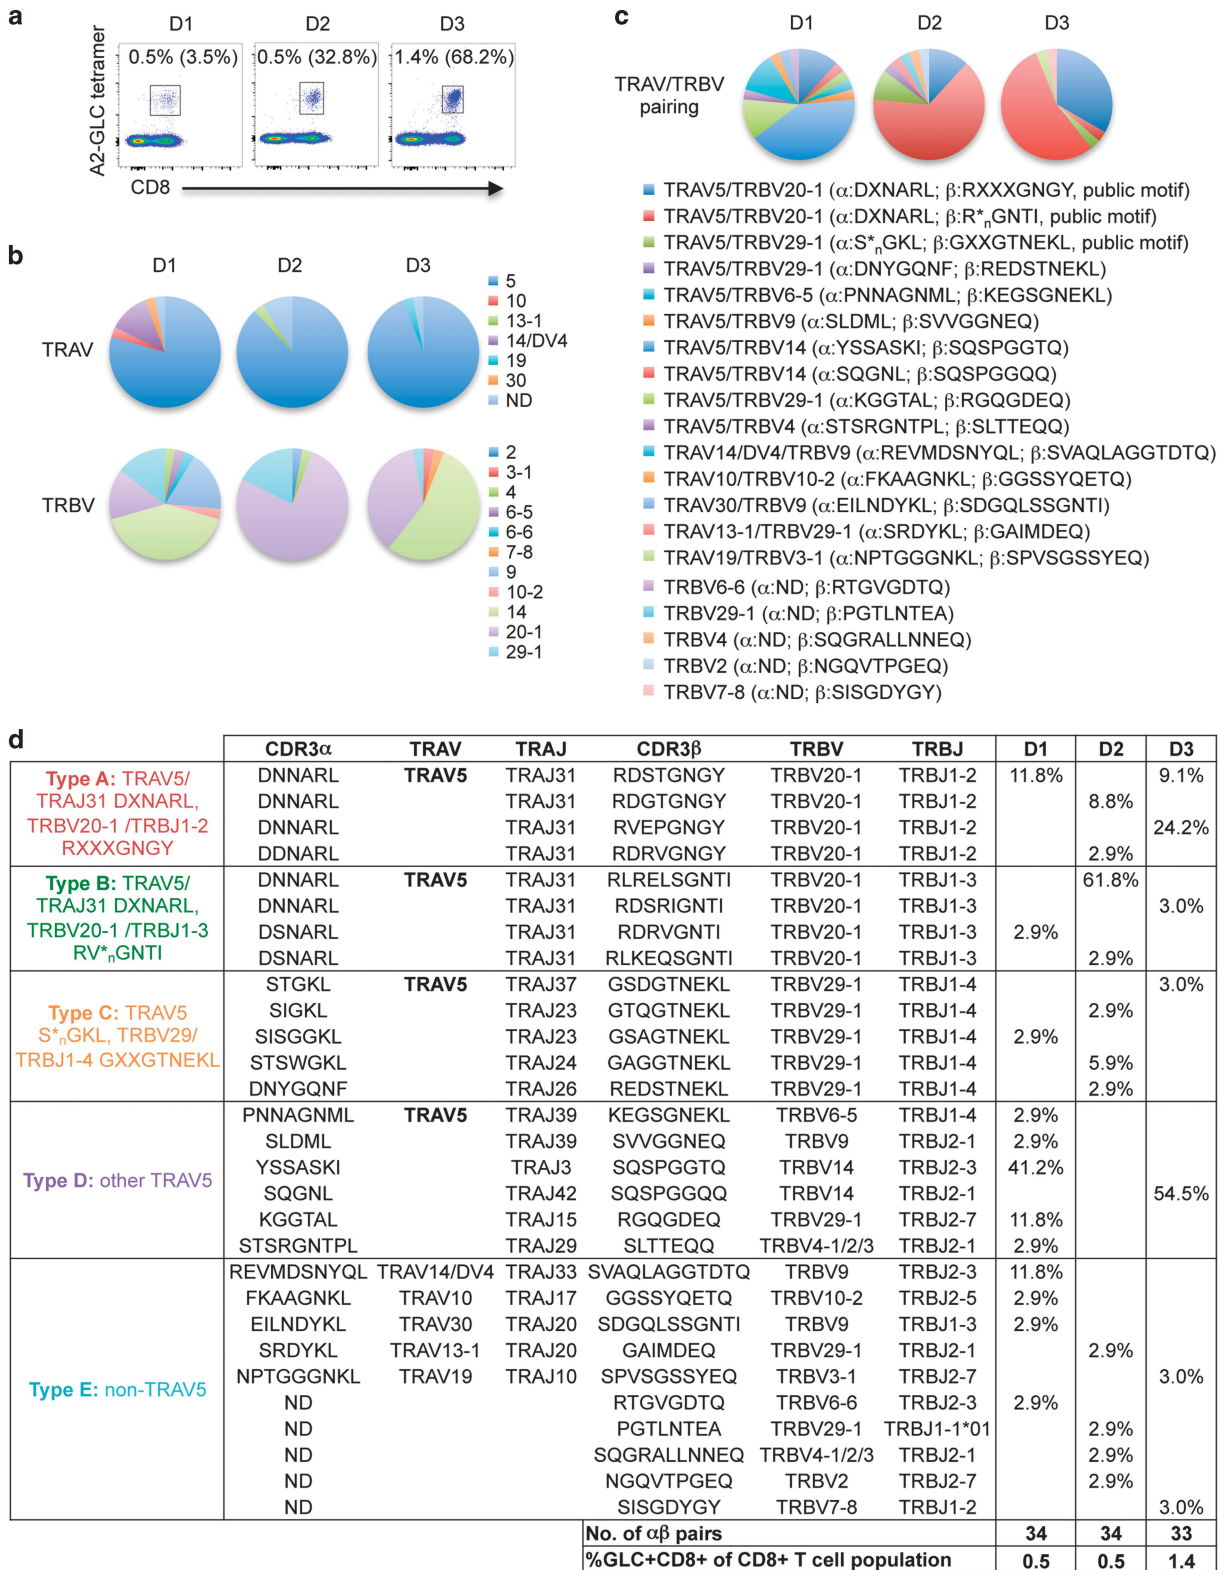 a
D1
D2
D3
A2-GLC tetramer
0.5% (3.5%)
0.5% (32.8%)
1.4% (68.2%)
CD8
b
D1
D2
D3
TRAV
5
10
13-1
14/DV4
19
30
ND
TRBV
2
3-1
4
6-5
6-6
7-8
9
10-2
14
20-1
29-1
c
D1
D2
D3
TRAV/TRBV
pairing
TRAV5/TRBV20-1 (α:DXNARL; β:RXXXGNGY, public motif)
TRAV5/TRBV20-1 (α:DXNARL; β:R*nGNTI, public motif)
TRAV5/TRBV29-1 (α:S*nGKL; β:GXXGTNEKL, public motif)
TRAV5/TRBV29-1 (α:DNYGQNF; β:REDSTNEKL)
TRAV5/TRBV6-5 (α:PNNAGNML; β:KEGSGNEKL)
TRAV5/TRBV9 (α:SLDML; β:SVVGGNEQ)
TRAV5/TRBV14 (α:YSSASKI; β:SQSPGGTQ)
TRAV5/TRBV14 (α:SQGNL; β:SQSPGGQQ)
TRAV5/TRBV29-1 (α:KGGTAL; β:RGQGDEQ)
TRAV5/TRBV4 (α:STSRGNTPL; β:SLTTEQQ)
TRAV14/DV4/TRBV9 (α:REVMDSNYQL; β:SVAQLAGGTDTQ)
TRAV10/TRBV10-2 (α:FKAAGNKL; β:GGSSYQETQ)
TRAV30/TRBV9 (α:EILNDYKL; β:SDGQLSSGNTI)
TRAV13-1/TRBV29-1 (α:SRDYKL; β:GAIMDEQ)
TRAV19/TRBV3-1 (α:NPTGGGNKL; β:SPVSGSSYEQ)
TRBV6-6 (α:ND; β:RTGVGDTQ)
TRBV29-1 (α:ND; β:PGTLNTEA)
TRBV4 (α:ND; β:SQGRALLNNEQ)
TRBV2 (α:ND; β:NGQVTPGEQ)
TRBV7-8 (α:ND; β:SISGDYGY)
d
CDR3α TRAV TRAJ CDR3β TRBV TRBJ D1 D2 D3
Type A: TRAV5/
TRAJ31 DXNARL,
TRBV20-1 /TRBJ1-2
RXXXGNGY
DNNARL TRAV5 TRAJ31 RDSTGNGY TRBV20-1 TRBJ1-2 11.8% 9.1%
DNNARL TRAJ31 RDGTGNGY TRBV20-1 TRBJ1-2 8.8%
DNNARL TRAJ31 RVEPGNGY TRBV20-1 TRBJ1-2 24.2%
DDNARL TRAJ31 RDRVGNGY TRBV20-1 TRBJ1-2 2.9%
Type B: TRAV5/
TRAJ31 DXNARL,
TRBV20-1 /TRBJ1-3
RV*nGNTI
DNNARL TRAV5 TRAJ31 RLRELSGNTI TRBV20-1 TRBJ1-3 61.8%
DNNARL TRAJ31 RDSRIGNTI TRBV20-1 TRBJ1-3 3.0%
DSNARL TRAJ31 RDRVGNTI TRBV20-1 TRBJ1-3 2.9%
DSNARL TRAJ31 RLKEQSGNTI TRBV20-1 TRBJ1-3 2.9%
Type C: TRAV5
S*nGKL, TRBV29/
TRBJ1-4 GXXGTNEKL
STGKL TRAV5 TRAJ37 GSDGTNEKL TRBV29-1 TRBJ1-4 3.0%
SIGKL TRAJ23 GTQGTNEKL TRBV29-1 TRBJ1-4 2.9%
SISGGKL TRAJ23 GSAGTNEKL TRBV29-1 TRBJ1-4 2.9%
STSWGKL TRAJ24 GAGGTNEKL TRBV29-1 TRBJ1-4 5.9%
DNYGQNF TRAJ26 REDSTNEKL TRBV29-1 TRBJ1-4 2.9%
Type D: other TRAV5
PNNAGNML TRAV5 TRAJ39 KEGSGNEKL TRBV6-5 TRBJ1-4 2.9%
SLDML TRAJ39 SVVGGNEQ TRBV9 TRBJ2-1 2.9%
YSSASKI TRAJ3 SQSPGGTQ TRBV14 TRBJ2-3 41.2%
SQGNL TRAJ42 SQSPGGQQ TRBV14 TRBJ2-1 54.5%
KGGTAL TRAJ15 RGQGDEQ TRBV29-1 TRBJ2-7 11.8%
STSRGNTPL TRAJ29 SLTTEQQ TRBV4-1/2/3 TRBJ2-1 2.9%
Type E: non-TRAV5
REVMDSNYQL TRAV14/DV4 TRAJ33 SVAQLAGGTDTQ TRBV9 TRBJ2-3 11.8%
FKAAGNKL TRAV10 TRAJ17 GGSSYQETQ TRBV10-2 TRBJ2-5 2.9%
EILNDYKL TRAV30 TRAJ20 SDGQLSSGNTI TRBV9 TRBJ1-3 2.9%
SRDYKL TRAV13-1 TRAJ20 GAIMDEQ TRBV29-1 TRBJ2-1 2.9%
NPTGGGNKL TRAV19 TRAJ10 SPVSGSSYEQ TRBV3-1 TRBJ2-7 3.0%
ND RTGVGDTQ TRBV6-6 TRBJ2-3 2.9%
ND PGTLNTEA TRBV29-1 TRBJ1-1*01 2.9%
ND SQGRALLNNEQ TRBV4-1/2/3 TRBJ2-1 2.9%
ND NGQVTPGEQ TRBV2 TRBJ2-7 2.9%
ND SISGDYGY TRBV7-8 TRBJ1-2 3.0%
No. of αβ pairs 34 34 33
%GLC+CD8+ of CD8+ T cell population 0.5 0.5 1.4